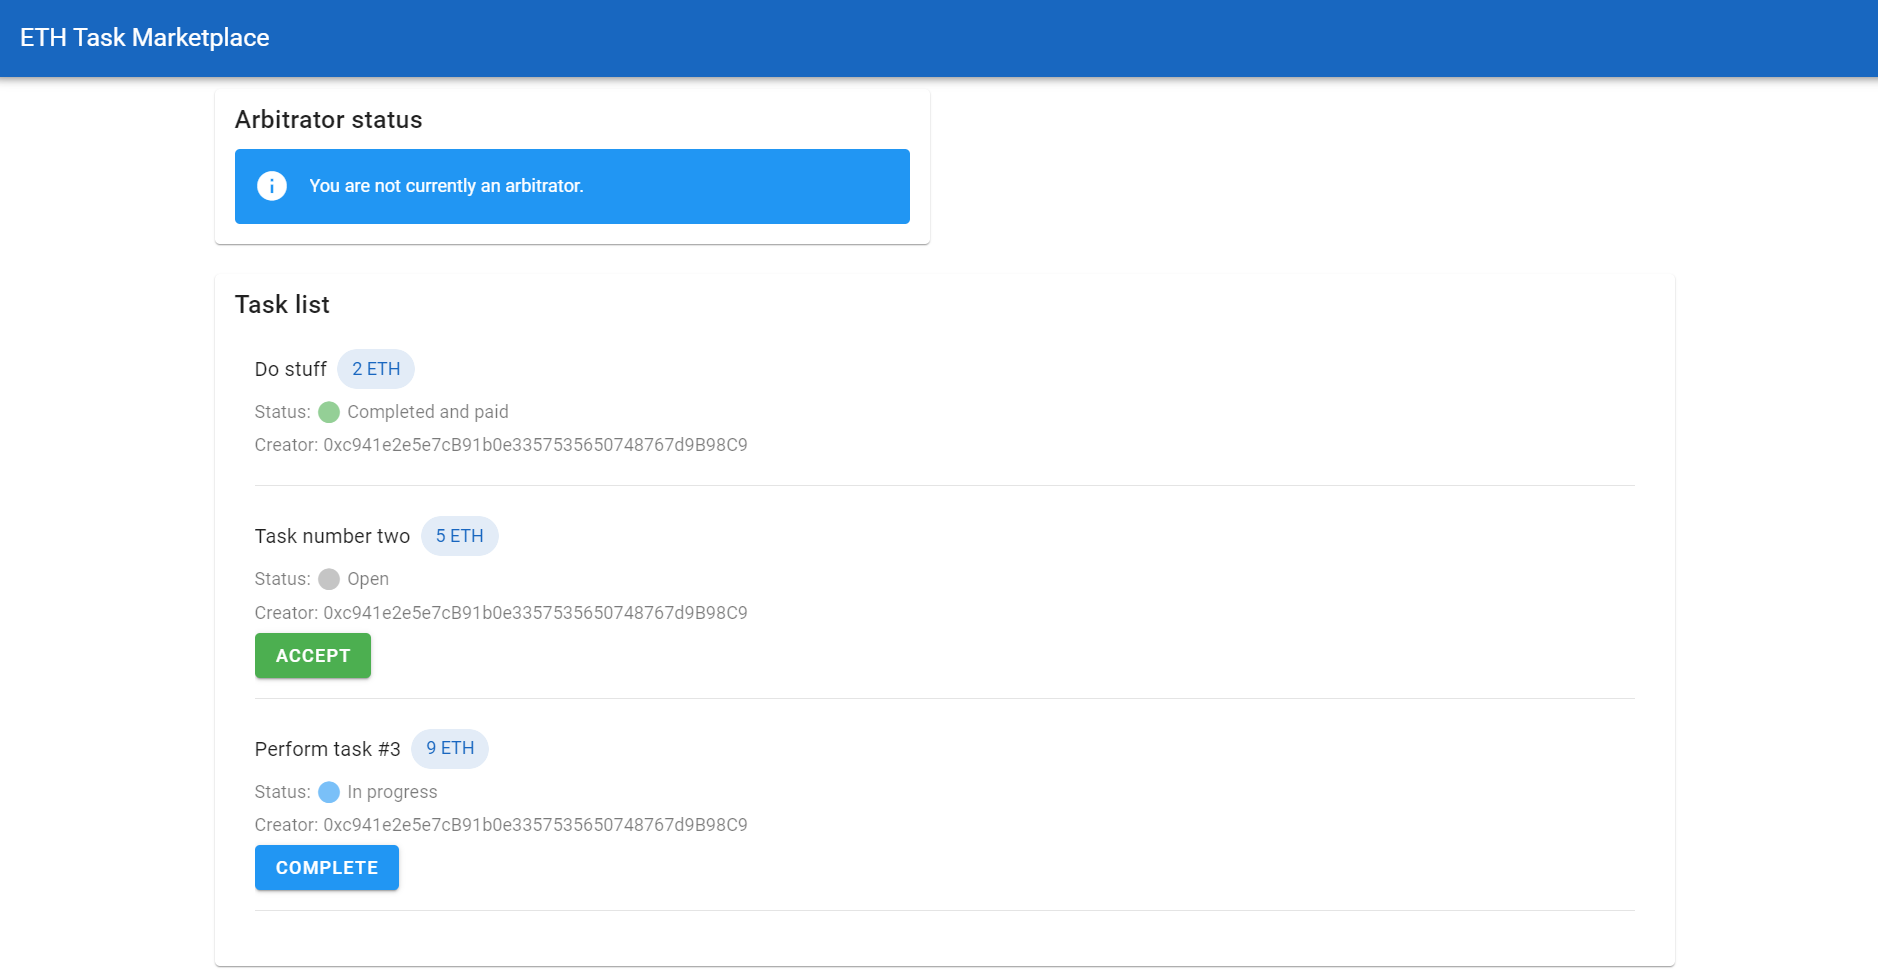 ETH Task Marketplace
Arbitrator status
You are not currently an arbitrator.
Task list
Do stuff 2 ETH
Status: Completed and paid
Creator: 0xc941e2e5e7cB91b0e3357535650748767d9B98C9
Task number two 5 ETH
Status: Open
Creator: 0xc941e2e5e7cB91b0e3357535650748767d9B98C9
ACCEPT
Perform task #3 9 ETH
Status: In progress
Creator: 0xc941e2e5e7cB91b0e3357535650748767d9B98C9
COMPLETE